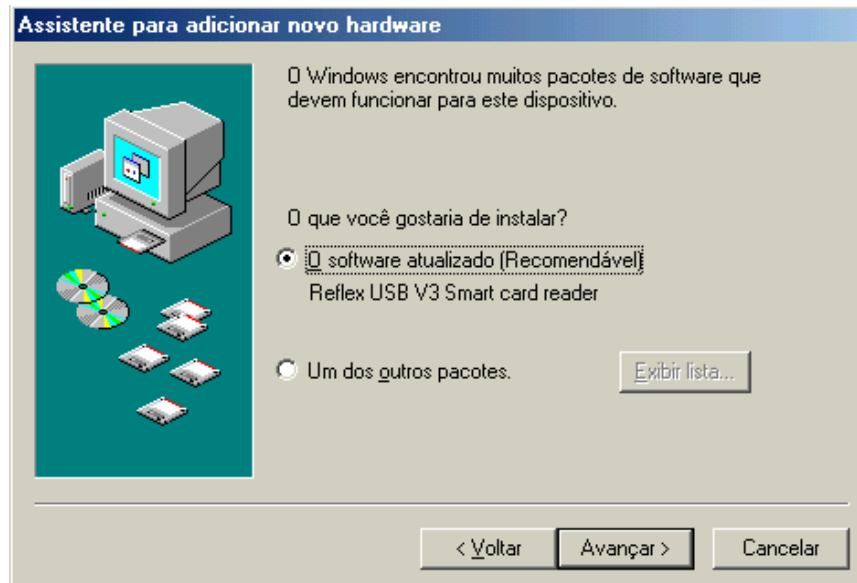 Assistente para adicionar novo hardware
O Windows encontrou muitos pacotes de software que
devem funcionar para este dispositivo.
O que você gostaria de instalar?
O software atualizado (Recomendável)
Reflex USB V3 Smart card reader
Um dos outros pacotes.
Exibir lista...
< Voltar
Avançar >
Cancelar